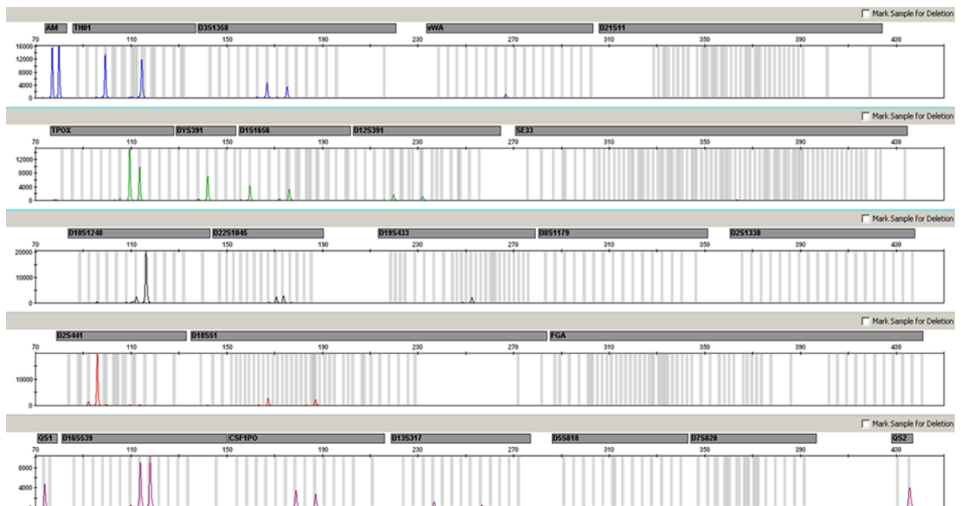 Mark Sample for Deletion
AM TH01 D3S1358 vWA D21S11
70 110 150 190 230 270 310 350 390 430
16000
12000
8000
4000
0
Mark Sample for Deletion
TPOX DYS391 D1S1656 D12S391 SE33
70 110 150 190 230 270 310 350 390 430
12000
8000
4000
0
Mark Sample for Deletion
D10S1248 D22S1045 D19S433 D8S1179 D2S1338
70 110 150 190 230 270 310 350 390 430
20000
10000
0
Mark Sample for Deletion
D2S441 D18S51 FGA
70 110 150 190 230 270 310 350 390 430
10000
0
Mark Sample for Deletion
QS1 D16S539 CSF1PO D13S317 D5S818 D7S820 QS2
70 110 150 190 230 270 310 350 390 430
8000
4000